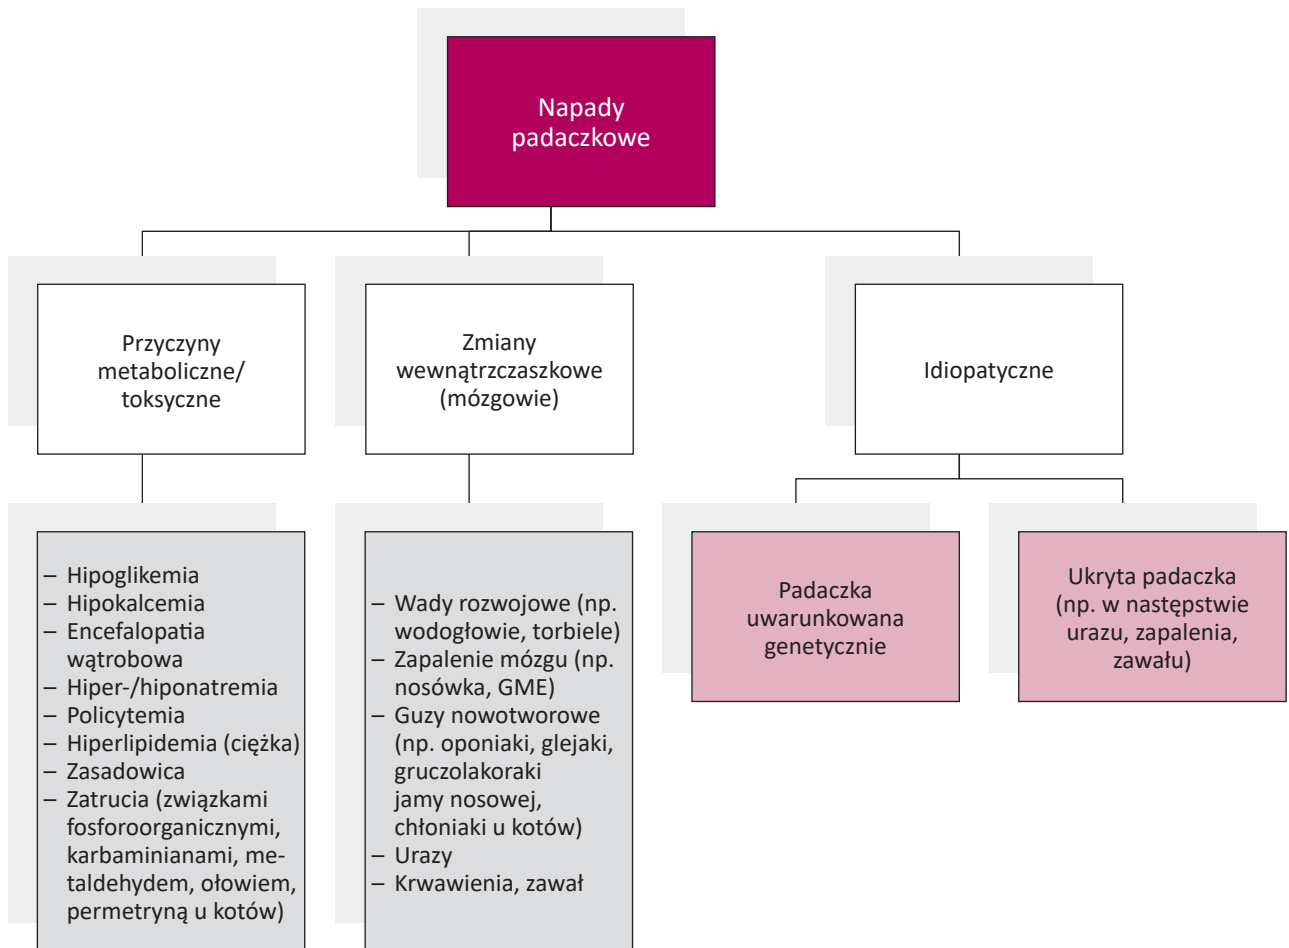 Napady
padaczkowe
Przyczyny
metaboliczne/
toksyczne
Zmiany
wewnątrzczaszkowe
(mózgowie)
Idiopatyczne
– Hipoglikemia
– Hipokalcemia
– Encefalopatia
wątrobowa
– Hiper-/hiponatremia
– Policytemia
– Hiperlipidemia (ciężka)
– Zasadowica
– Zatrucia (związkami
fosforoorganicznymi,
karbaminianami, me-
taldehydem, ołowiem,
permetryną u kotów)
– Wady rozwojowe (np.
wodogłowie, torbiele)
– Zapalenie mózgu (np.
nosówka, GME)
– Guzy nowotworowe
(np. oponiaki, glejaki,
gruczolakoraki
jamy nosowej,
chłoniaki u kotów)
– Urazy
– Krwawienia, zawał
Padaczka
uwarunkowana
genetycznie
Ukryta padaczka
(np. w następstwie
urazu, zapalenia,
zawału)